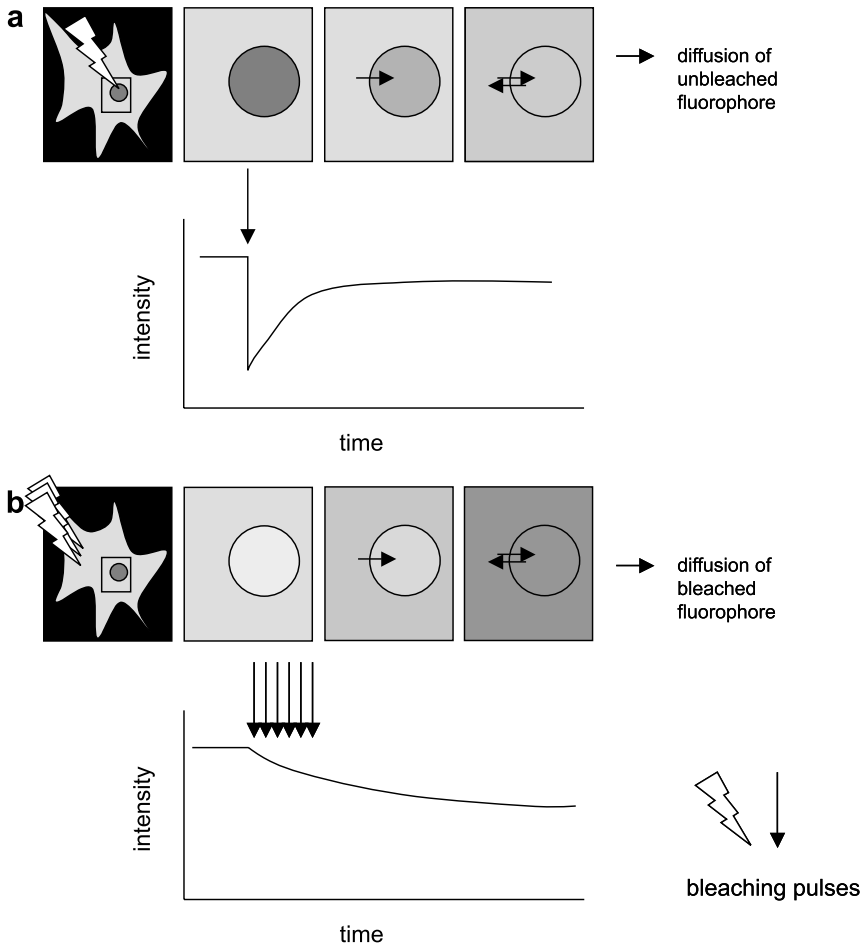 a
diffusion of
unbleached
fluorophore
intensity
time
b
diffusion of
bleached
fluorophore
intensity
bleaching pulses
time